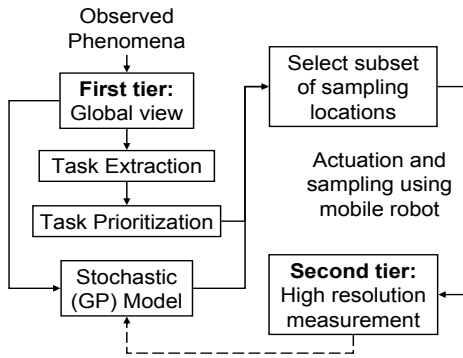 Observed
Phenomena
First tier:
Global view
Task Extraction
Task Prioritization
Stochastic
(GP) Model
Select subset
of sampling
locations
Actuation and
sampling using
mobile robot
Second tier:
High resolution
measurement